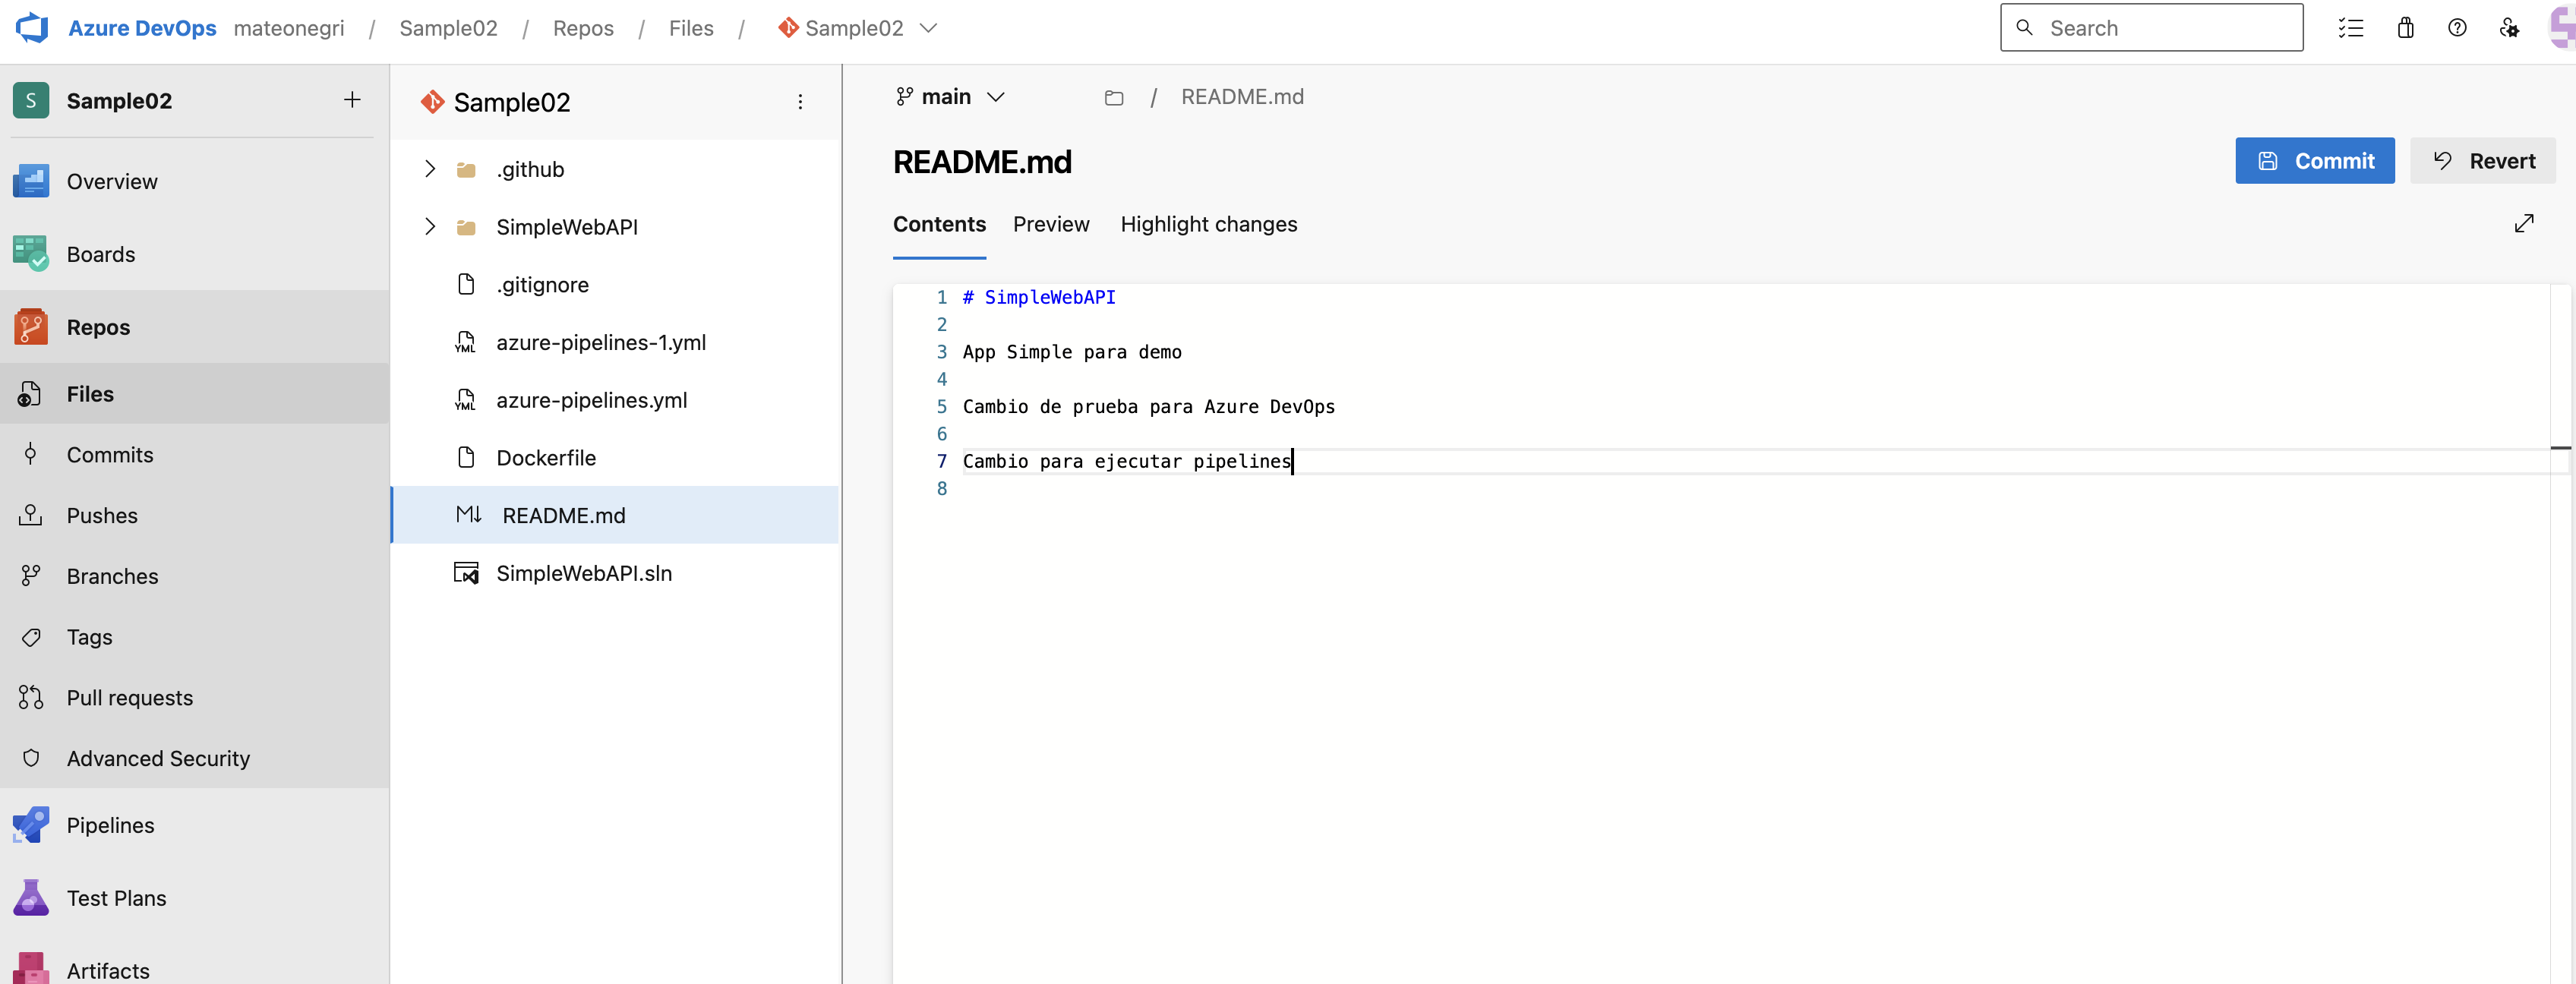 Azure DevOps mateonegri / Sample02 / Repos / Files / Sample02
Search
S Sample02 +
Overview
Boards
Repos
Files
Commits
Pushes
Branches
Tags
Pull requests
Advanced Security
Pipelines
Test Plans
Artifacts
Sample02
.github
SimpleWebAPI
.gitignore
YML azure-pipelines-1.yml
YML azure-pipelines.yml
Dockerfile
M↓ README.md
SimpleWebAPI.sln
main / README.md
README.md
Commit Revert
Contents Preview Highlight changes
1 # SimpleWebAPI
2
3 App Simple para demo
4
5 Cambio de prueba para Azure DevOps
6
7 Cambio para ejecutar pipelines
8